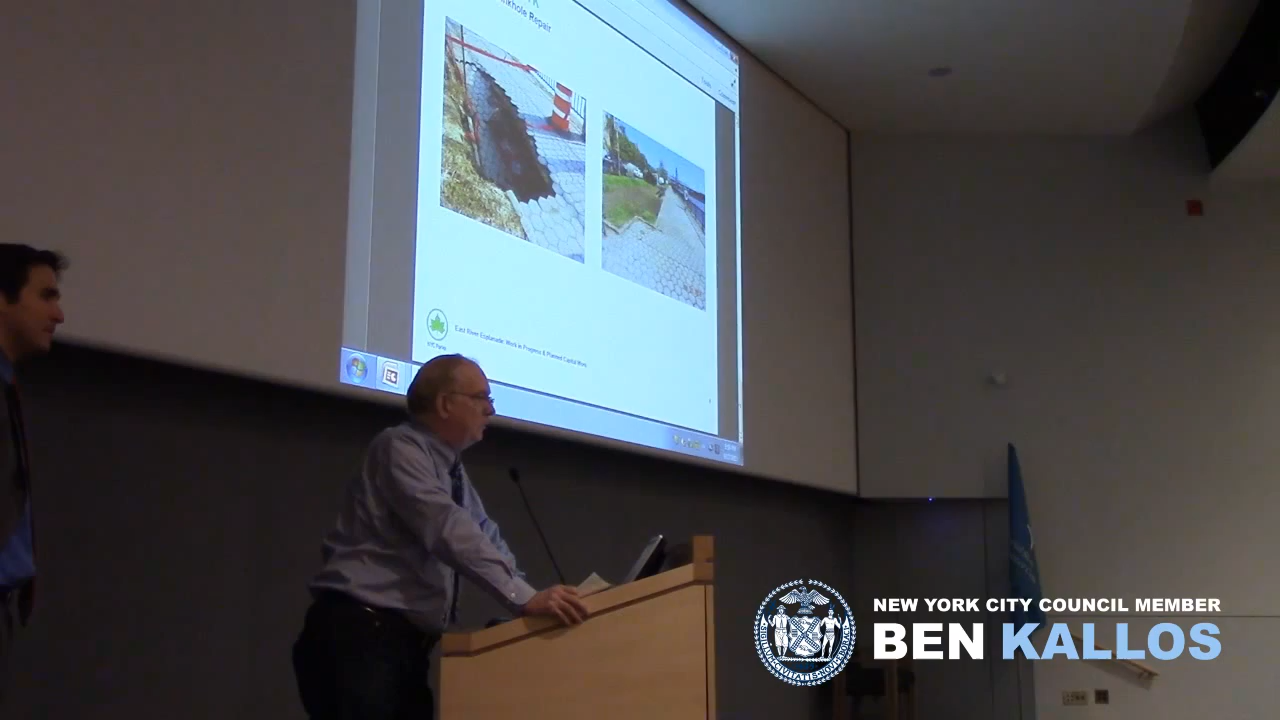 Sinkhole Repair
NYC Parks
East River Esplanade: Work in Progress & Planned Capital Work
NEW YORK CITY COUNCIL MEMBER
BEN KALLOS